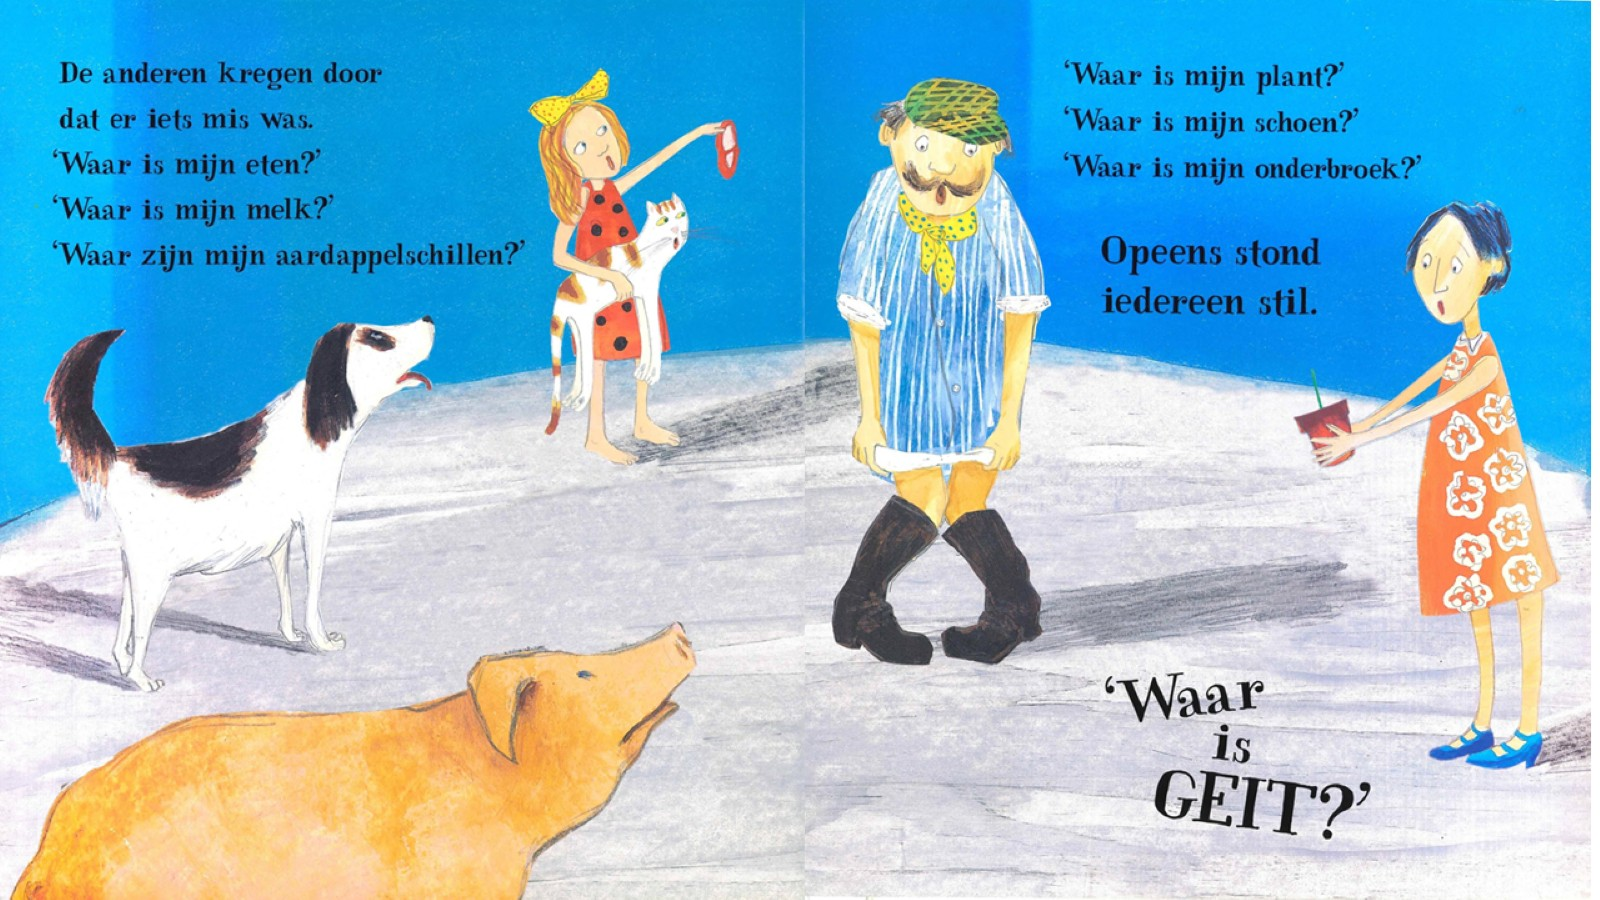 De anderen kregen door
dat er iets mis was.
‘Waar is mijn eten?’
‘Waar is mijn melk?’
‘Waar zijn mijn aardappelschillen?’
‘Waar is mijn plant?’
‘Waar is mijn schoen?’
‘Waar is mijn onderbroek?’
Opeens stond
iedereen stil.
‘Waar
is
GEIT?’